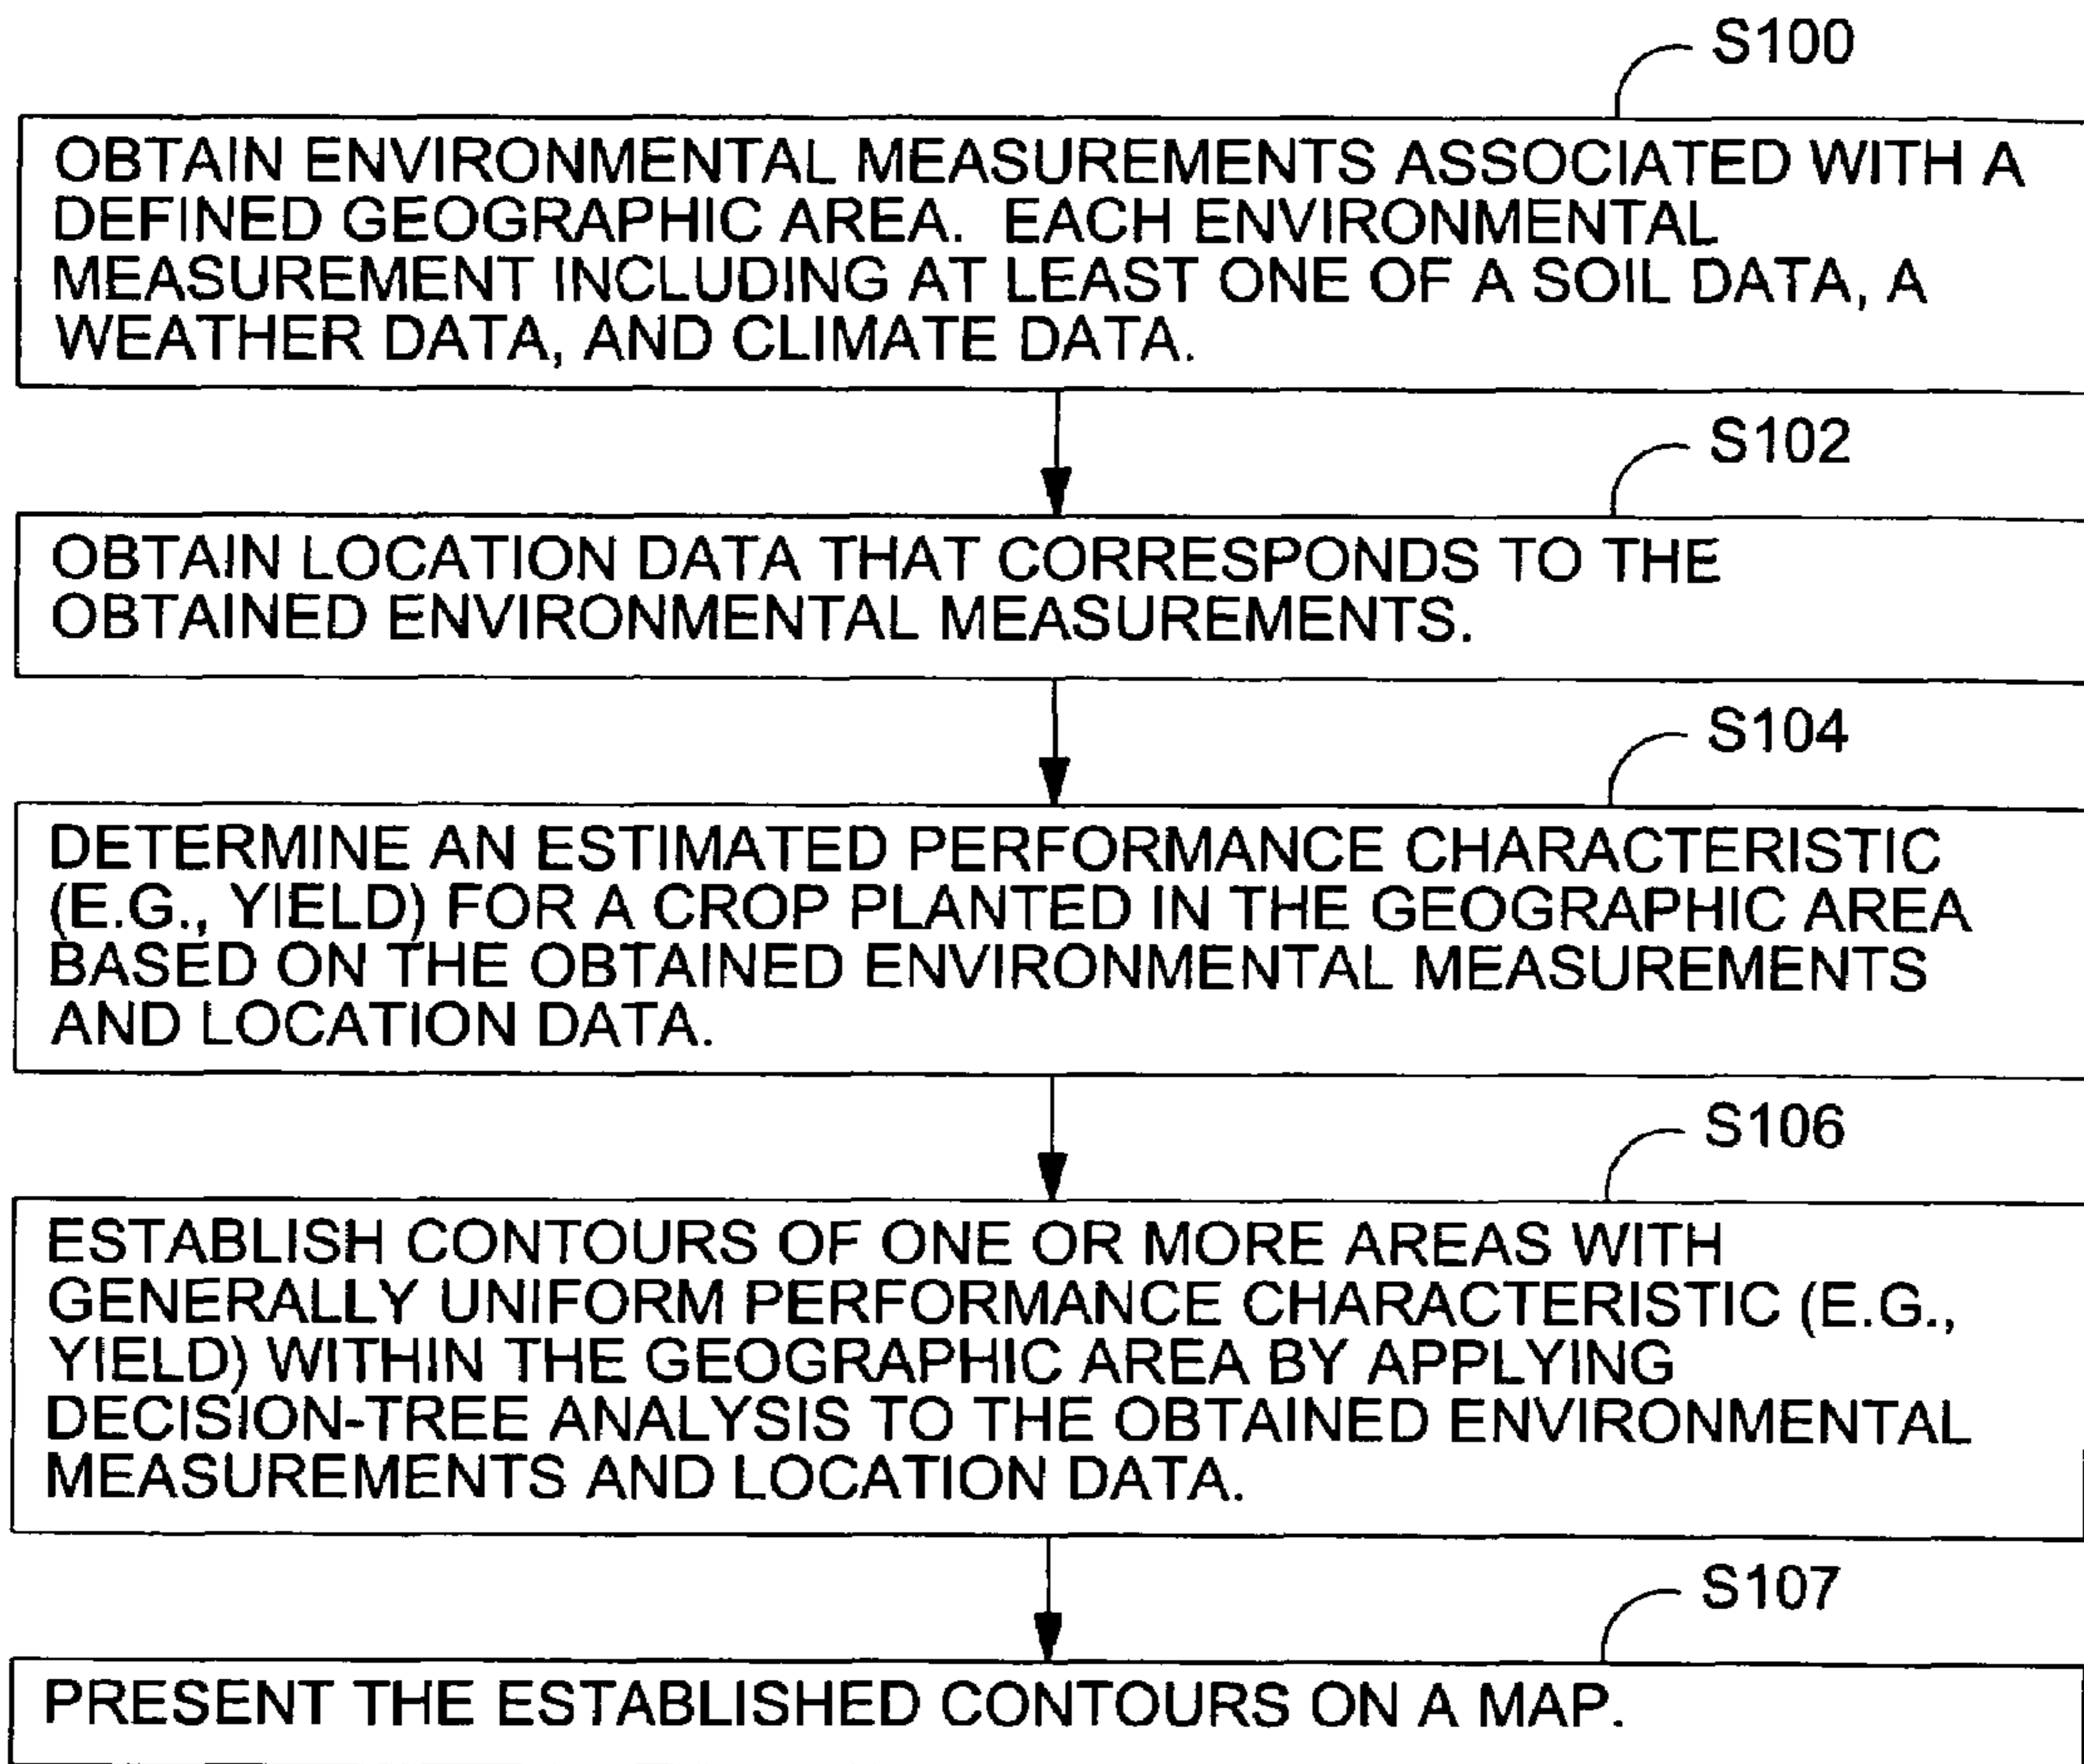 S100
OBTAIN ENVIRONMENTAL MEASUREMENTS ASSOCIATED WITH A
DEFINED GEOGRAPHIC AREA. EACH ENVIRONMENTAL
MEASUREMENT INCLUDING AT LEAST ONE OF A SOIL DATA, A
WEATHER DATA, AND CLIMATE DATA.
S102
OBTAIN LOCATION DATA THAT CORRESPONDS TO THE
OBTAINED ENVIRONMENTAL MEASUREMENTS.
S104
DETERMINE AN ESTIMATED PERFORMANCE CHARACTERISTIC
(E.G., YIELD) FOR A CROP PLANTED IN THE GEOGRAPHIC AREA
BASED ON THE OBTAINED ENVIRONMENTAL MEASUREMENTS
AND LOCATION DATA.
S106
ESTABLISH CONTOURS OF ONE OR MORE AREAS WITH
GENERALLY UNIFORM PERFORMANCE CHARACTERISTIC (E.G.,
YIELD) WITHIN THE GEOGRAPHIC AREA BY APPLYING
DECISION-TREE ANALYSIS TO THE OBTAINED ENVIRONMENTAL
MEASUREMENTS AND LOCATION DATA.
S107
PRESENT THE ESTABLISHED CONTOURS ON A MAP.